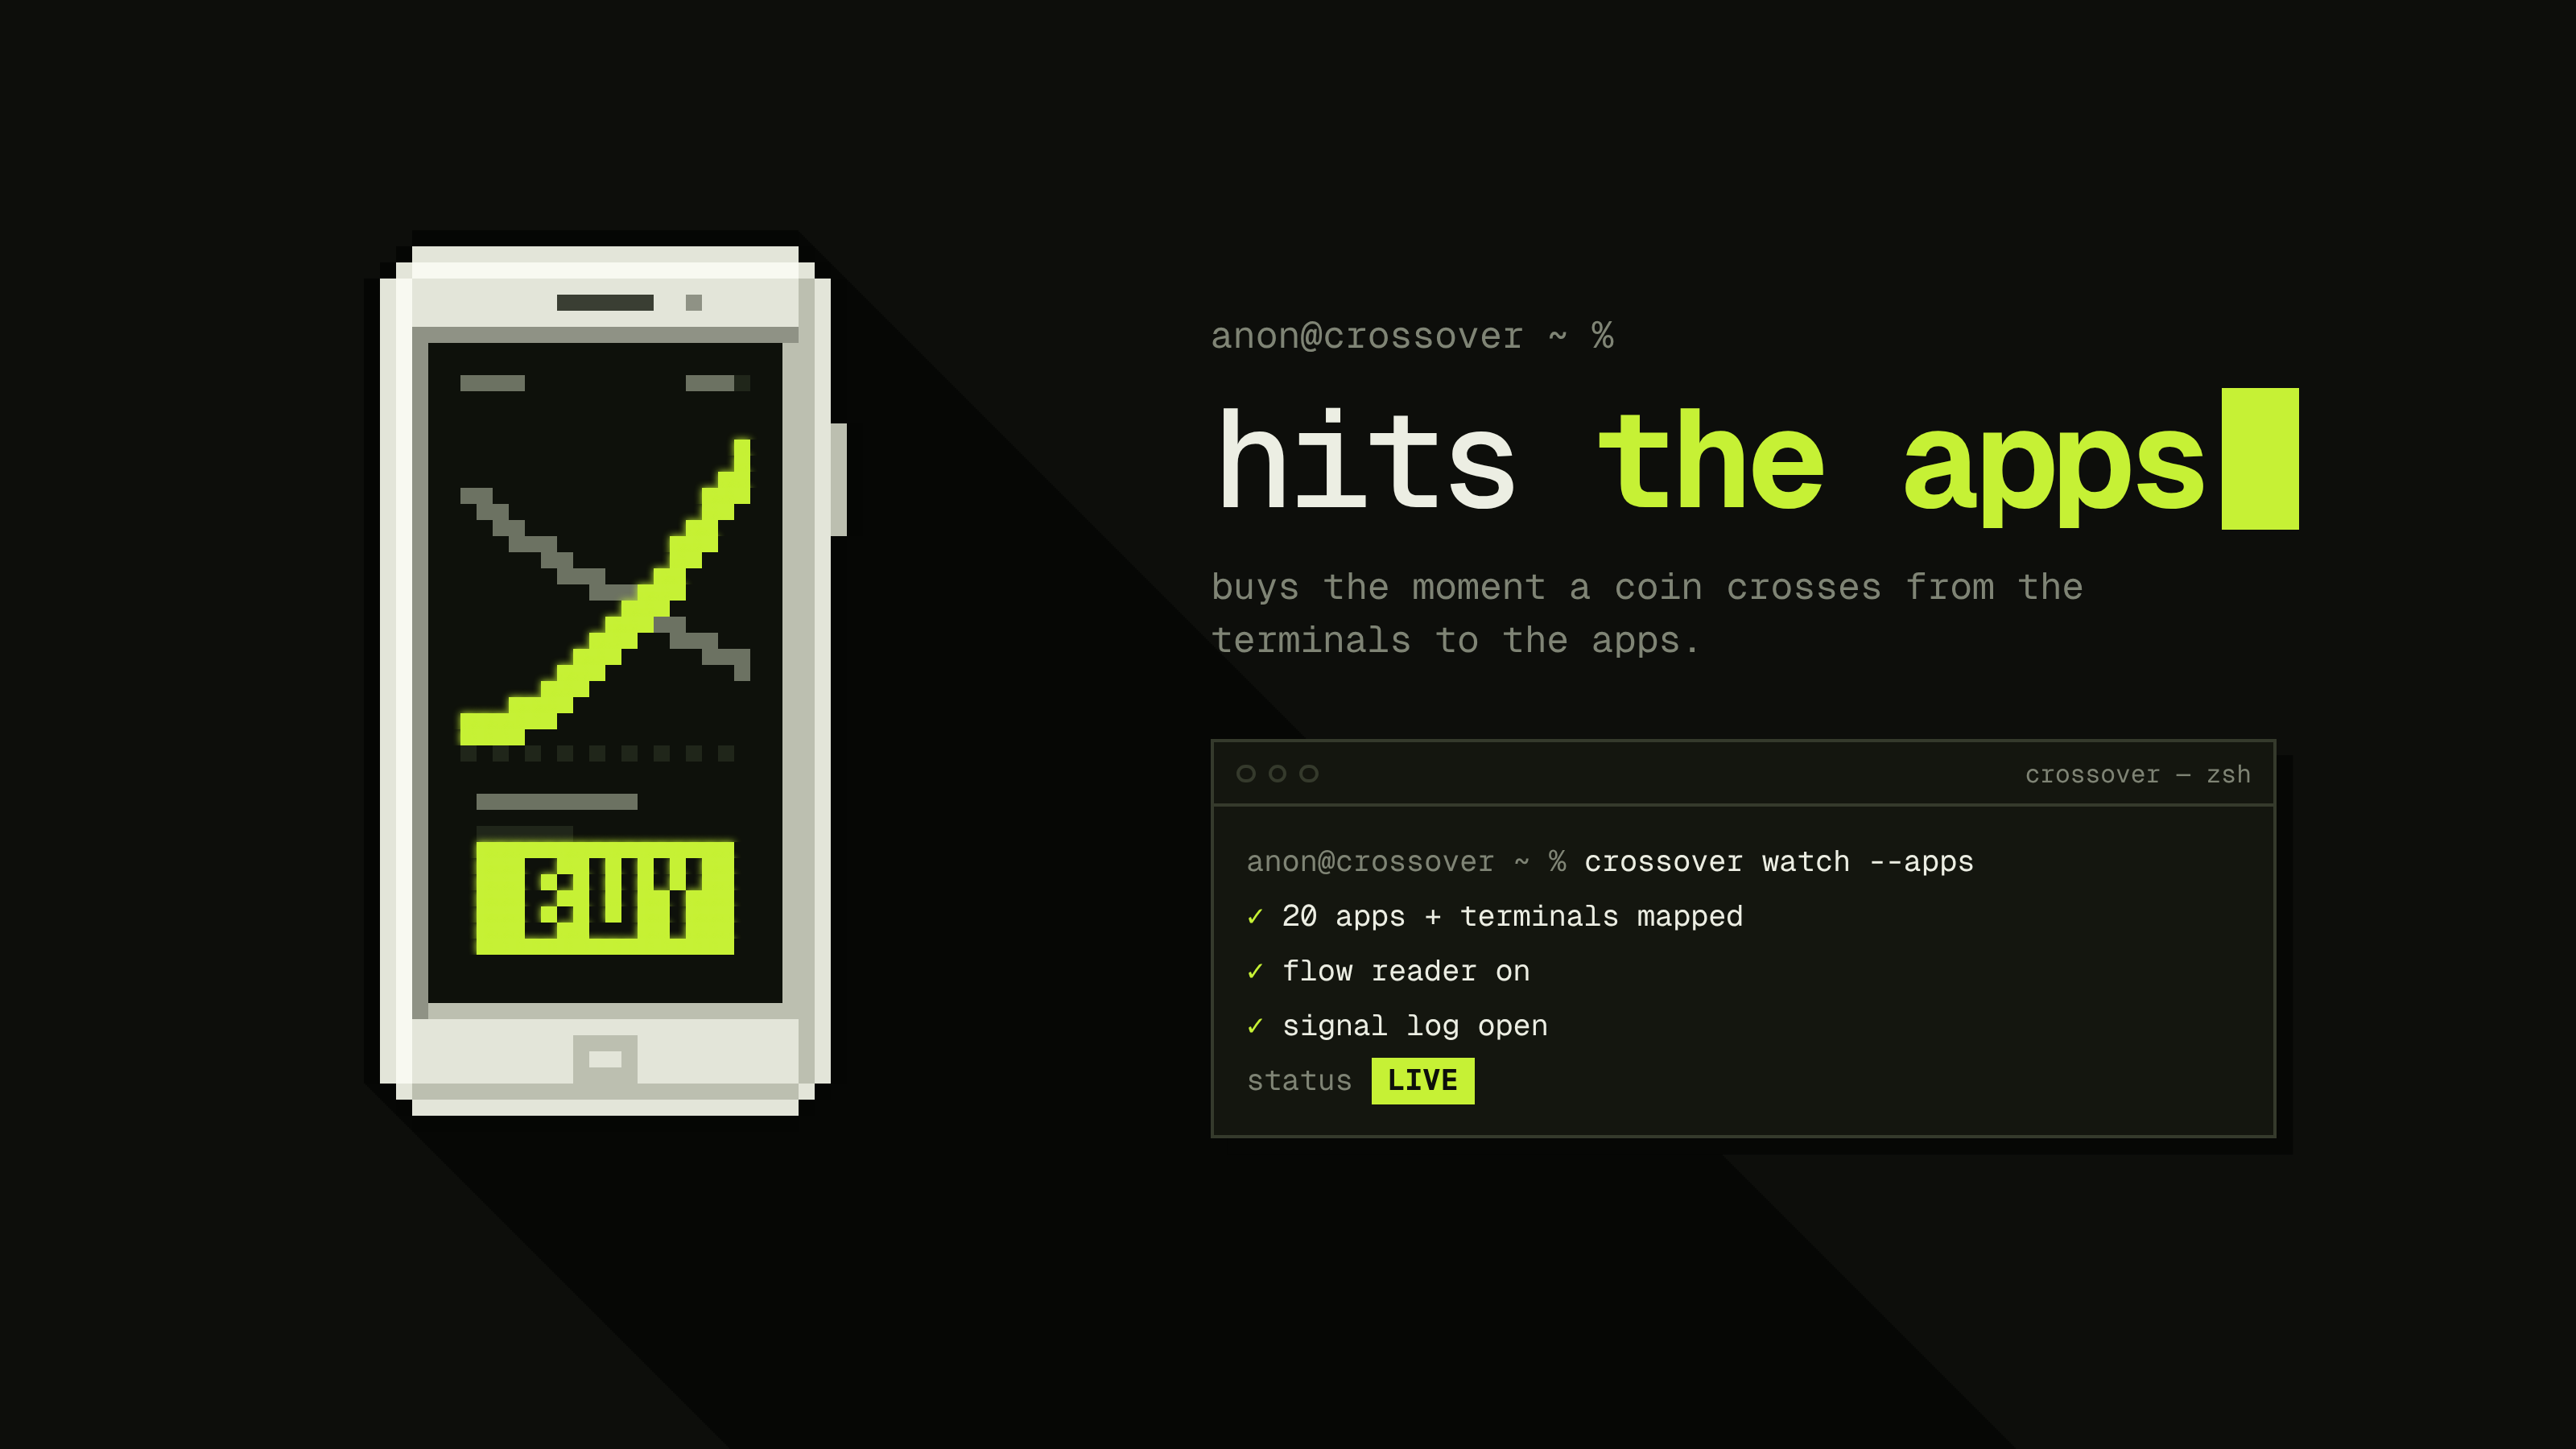 BUY
anon@crossover ~ %
hits the apps
buys the moment a coin crosses from the
terminals to the apps.
crossover — zsh
anon@crossover ~ % crossover watch --apps
✓ 20 apps + terminals mapped
✓ flow reader on
✓ signal log open
status LIVE